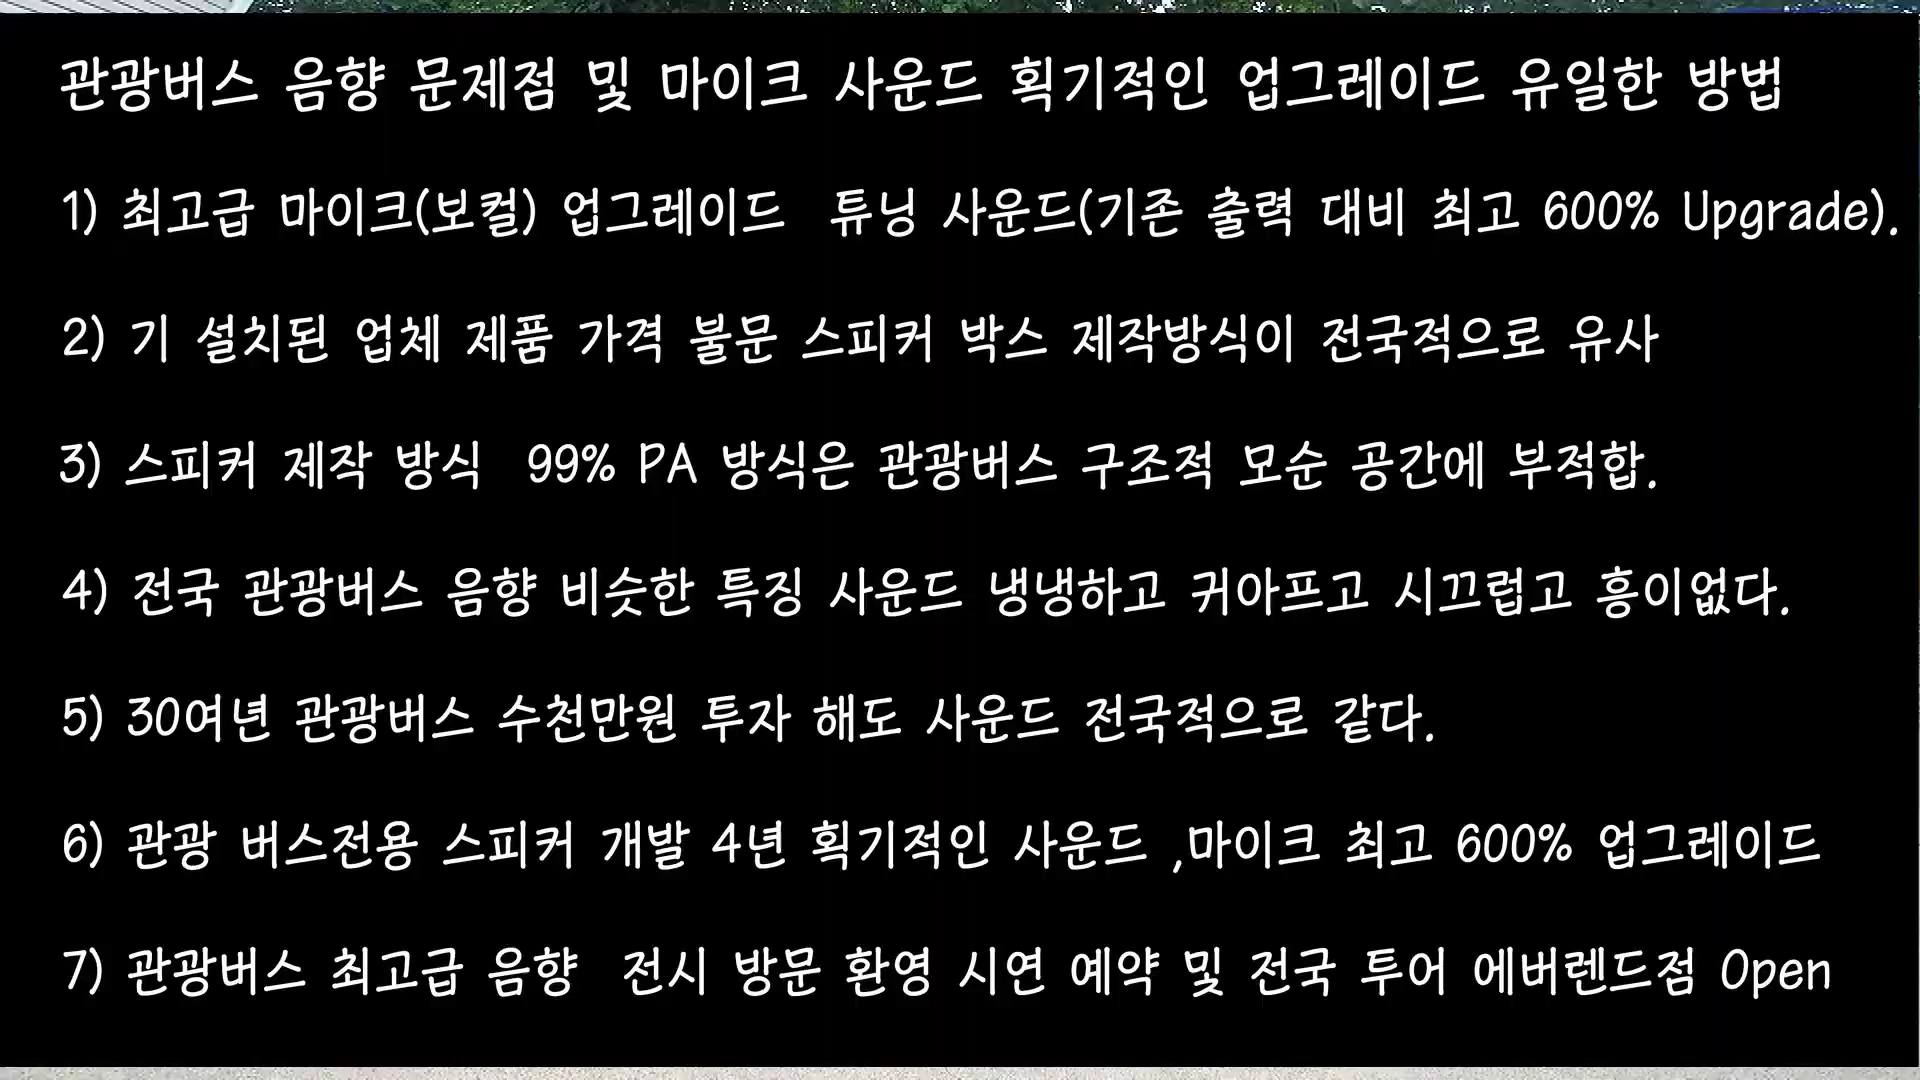 관광버스 음향 문제점 및 마이크 사운드 획기적인 업그레이드 유일한 방법
1) 최고급 마이크(보컬) 업그레이드 튜닝 사운드(기존 출력 대비 최고 600% Upgrade).
2) 기 설치된 업체 제품 가격 불문 스피커 박스 제작방식이 전국적으로 유사
3) 스피커 제작 방식 99% PA 방식은 관광버스 구조적 모순 공간에 부적합.
4) 전국 관광버스 음향 비슷한 특징 사운드 냉냉하고 귀아프고 시끄럽고 흥이없다.
5) 30여년 관광버스 수천만원 투자 해도 사운드 전국적으로 같다.
6) 관광 버스전용 스피커 개발 4년 획기적인 사운드 ,마이크 최고 600% 업그레이드
7) 관광버스 최고급 음향 전시 방문 환영 시연 예약 및 전국 투어 에버렌드점 Open